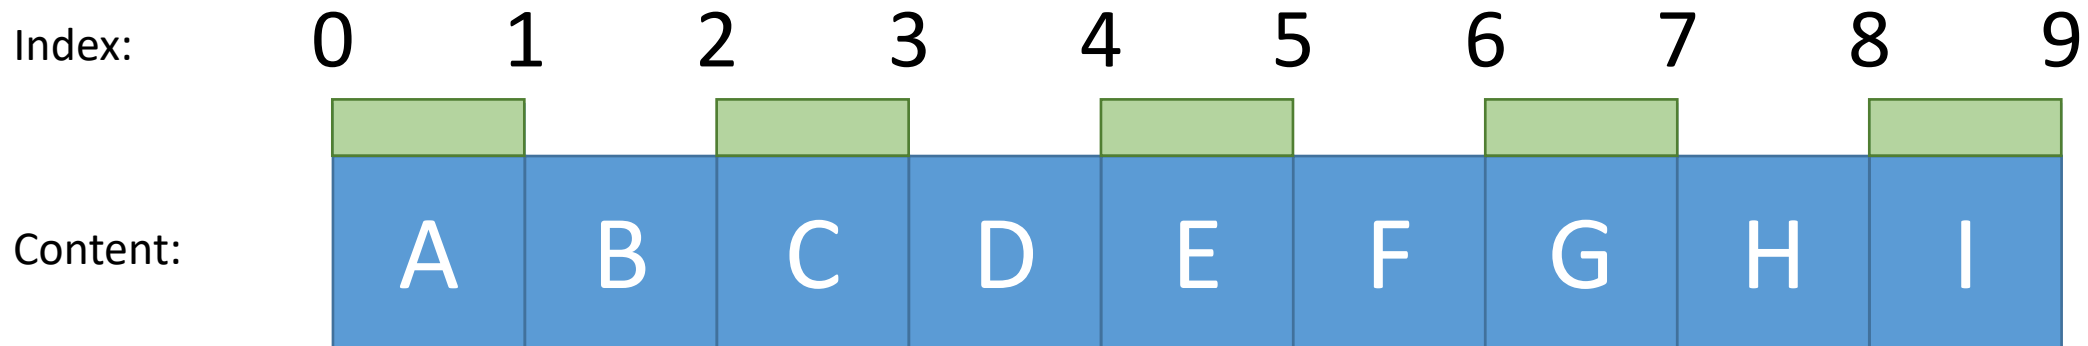 Index: 0 1 2 3 4 5 6 7 8 9
Content: A B C D E F G H I